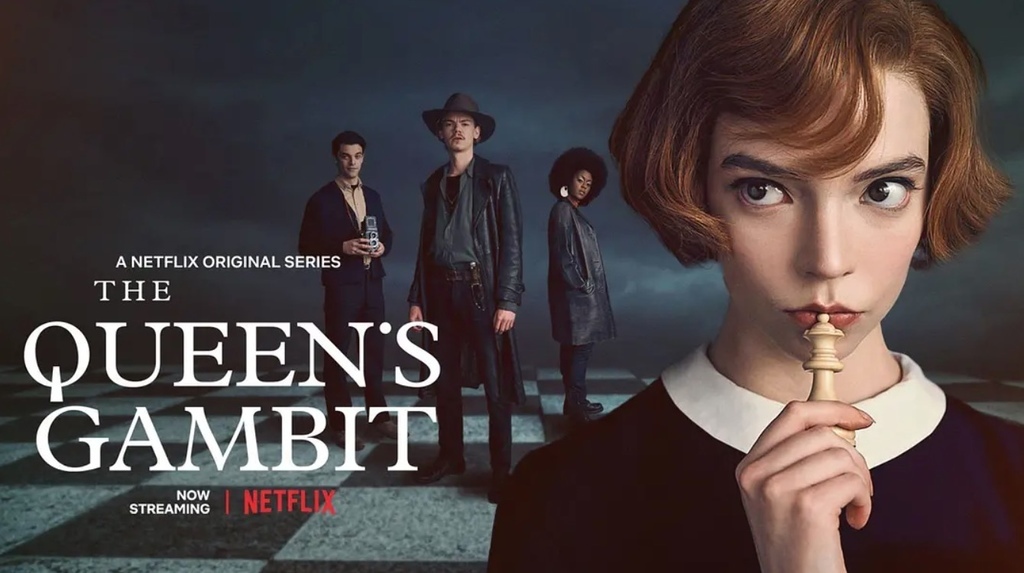 A NETFLIX ORIGINAL SERIES
THE
QUEEN'S
GAMBIT
NOW
STREAMING
NETFLIX